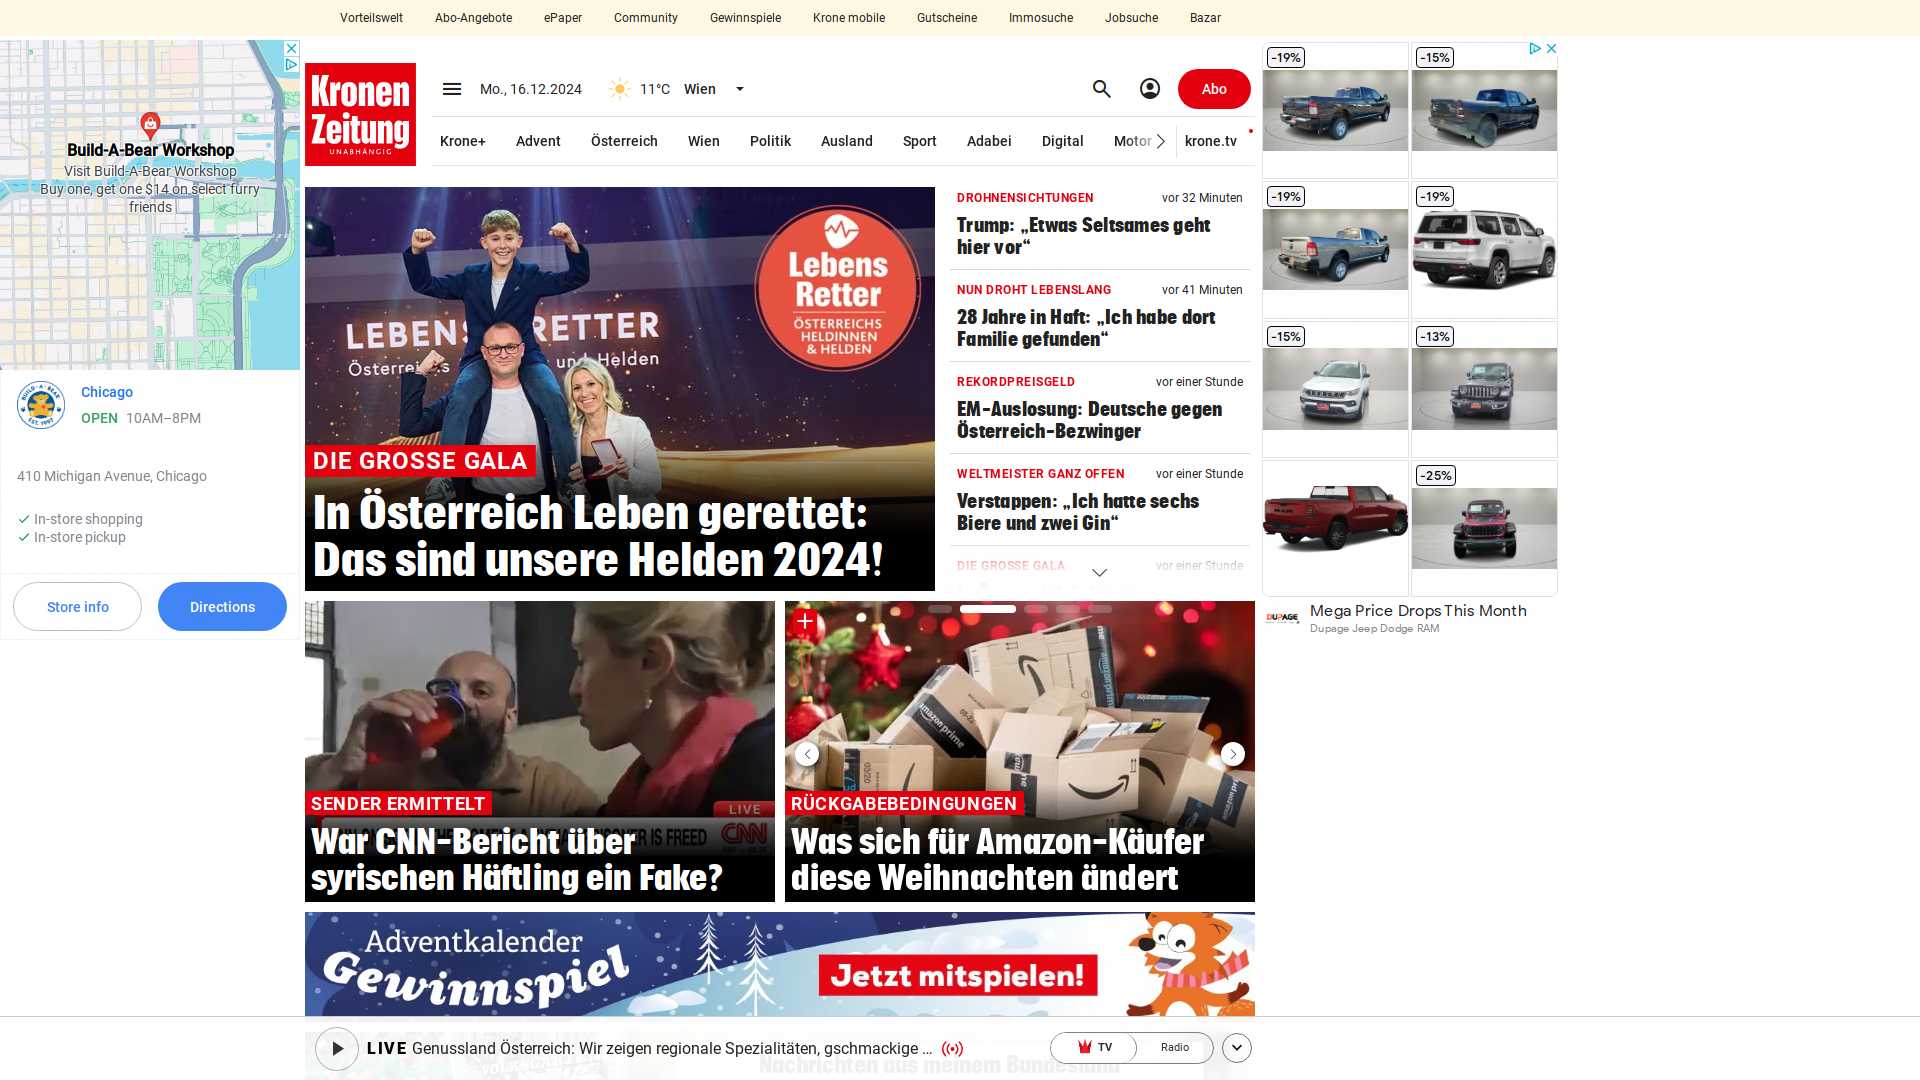 Vorteilswelt
Abo-Angebote
ePaper
Community
Gewinnspiele
Krone mobile
Gutscheine
Immosuche
Jobsuche
Bazar
Build-A-Bear Workshop
Visit Build-A-Bear Workshop
Buy one, get one $14 on select furry
friends
Chicago
OPEN 10AM–8PM
410 Michigan Avenue, Chicago
In-store shopping
In-store pickup
Store info
Directions
Kronen
Zeitung
UNABHÄNGIG
Mo., 16.12.2024
11°C
Wien
Abo
Krone+
Advent
Österreich
Wien
Politik
Ausland
Sport
Adabei
Digital
Motor
krone.tv
Lebens
Retter
ÖSTERREICHS
HELDINNEN
& HELDEN
DIE GROSSE GALA
In Österreich Leben gerettet:
Das sind unsere Helden 2024!
DROHNENSICHTUNGEN
vor 32 Minuten
Trump: „Etwas Seltsames geht
hier vor“
NUN DROHT LEBENSLANG
vor 41 Minuten
28 Jahre in Haft: „Ich habe dort
Familie gefunden“
REKORDPREISGELD
vor einer Stunde
EM-Auslosung: Deutsche gegen
Österreich-Bezwinger
WELTMEISTER GANZ OFFEN
vor einer Stunde
Verstappen: „Ich hatte sechs
Biere und zwei Gin“
DIE GROSSE GALA
vor einer Stunde
SENDER ERMITTELT
LIVE
CNN
War CNN-Bericht über
syrischen Häftling ein Fake?
amazon prime
RÜCKGABEBEDINGUNGEN
Was sich für Amazon-Käufer
diese Weihnachten ändert
Adventkalender
Gewinnspiel
Jetzt mitspielen!
LIVE Genussland Österreich: Wir zeigen regionale Spezialitäten, gschmackige ...
TV
Radio
Nachrichten aus meinem Bundesland
-19%
-15%
-19%
-19%
-15%
-13%
-25%
DUPAGE
Mega Price Drops This Month
Dupage Jeep Dodge RAM